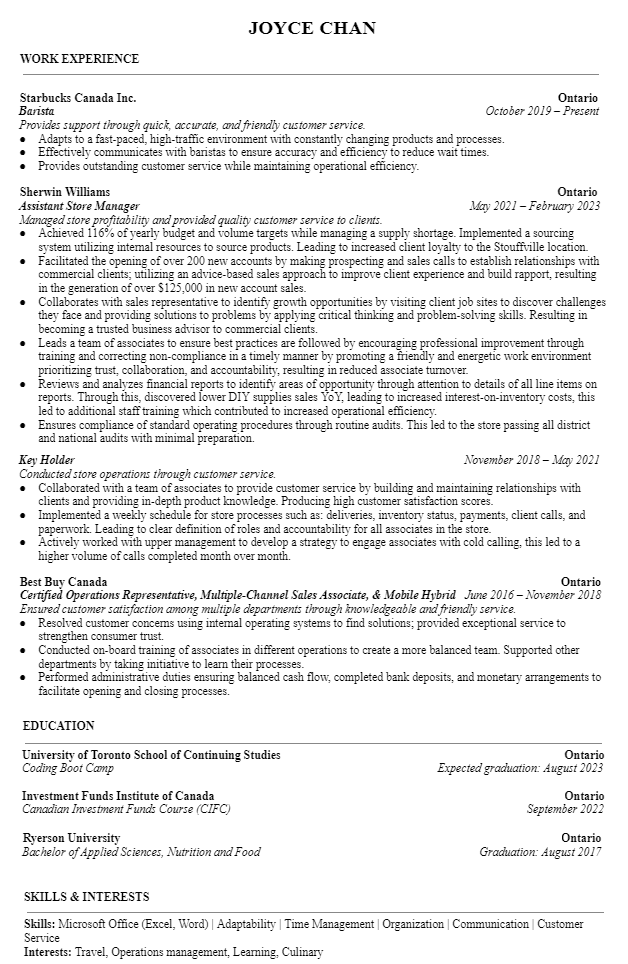 JOYCE CHAN
WORK EXPERIENCE
Starbucks Canada Inc. Ontario
Barista October 2019 – Present
Provides support through quick, accurate, and friendly customer service.
● Adapts to a fast-paced, high-traffic environment with constantly changing products and processes.
● Effectively communicates with baristas to ensure accuracy and efficiency to reduce wait times.
● Provides outstanding customer service while maintaining operational efficiency.
Sherwin Williams Ontario
Assistant Store Manager May 2021 – February 2023
Managed store profitability and provided quality customer service to clients.
● Achieved 116% of yearly budget and volume targets while managing a supply shortage. Implemented a sourcing
system utilizing internal resources to source products. Leading to increased client loyalty to the Stouffville location.
● Facilitated the opening of over 200 new accounts by making prospecting and sales calls to establish relationships with
commercial clients; utilizing an advice-based sales approach to improve client experience and build rapport, resulting
in the generation of over $125,000 in new account sales.
● Collaborates with sales representative to identify growth opportunities by visiting client job sites to discover challenges
they face and providing solutions to problems by applying critical thinking and problem-solving skills. Resulting in
becoming a trusted business advisor to commercial clients.
● Leads a team of associates to ensure best practices are followed by encouraging professional improvement through
training and correcting non-compliance in a timely manner by promoting a friendly and energetic work environment
prioritizing trust, collaboration, and accountability, resulting in reduced associate turnover.
● Reviews and analyzes financial reports to identify areas of opportunity through attention to details of all line items on
reports. Through this, discovered lower DIY supplies sales YoY, leading to increased interest-on-inventory costs, this
led to additional staff training which contributed to increased operational efficiency.
● Ensures compliance of standard operating procedures through routine audits. This led to the store passing all district
and national audits with minimal preparation.
Key Holder November 2018 – May 2021
Conducted store operations through customer service.
● Collaborated with a team of associates to provide customer service by building and maintaining relationships with
clients and providing in-depth product knowledge. Producing high customer satisfaction scores.
● Implemented a weekly schedule for store processes such as: deliveries, inventory status, payments, client calls, and
paperwork. Leading to clear definition of roles and accountability for all associates in the store.
● Actively worked with upper management to develop a strategy to engage associates with cold calling, this led to a
higher volume of calls completed month over month.
Best Buy Canada Ontario
Certified Operations Representative, Multiple-Channel Sales Associate, & Mobile Hybrid June 2016 – November 2018
Ensured customer satisfaction among multiple departments through knowledgeable and friendly service.
● Resolved customer concerns using internal operating systems to find solutions; provided exceptional service to
strengthen consumer trust.
● Conducted on-board training of associates in different operations to create a more balanced team. Supported other
departments by taking initiative to learn their processes.
● Performed administrative duties ensuring balanced cash flow, completed bank deposits, and monetary arrangements to
facilitate opening and closing processes.
EDUCATION
University of Toronto School of Continuing Studies Ontario
Coding Boot Camp Expected graduation: August 2023
Investment Funds Institute of Canada Ontario
Canadian Investment Funds Course (CIFC) September 2022
Ryerson University Ontario
Bachelor of Applied Sciences, Nutrition and Food Graduation: August 2017
SKILLS & INTERESTS
Skills: Microsoft Office (Excel, Word) | Adaptability | Time Management | Organization | Communication | Customer
Service
Interests: Travel, Operations management, Learning, Culinary